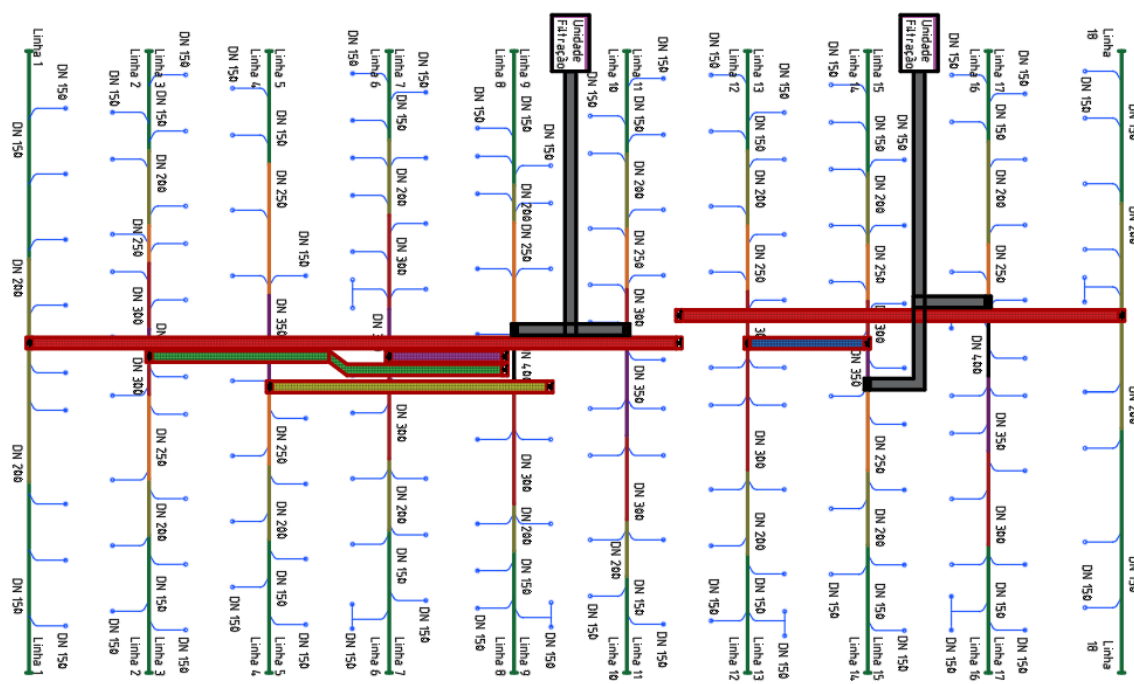 Unidade
Filtração
Unidade
Filtração
Linha 1
DN 150
DN 150
DN 200
DN 200
DN 150
DN 150
Linha 1
Linha 2
Linha 3
DN 150
DN 150
DN 150
DN 200
DN 250
DN 300
DN 300
DN 250
DN 200
DN 150
DN 150
DN 150
Linha 2
Linha 3
Linha 4
Linha 5
DN 150
DN 150
DN 250
DN 150
DN 350
DN 250
DN 200
DN 150
DN 150
DN 150
Linha 4
Linha 5
Linha 6
Linha 7
DN 150
DN 150
DN 150
DN 200
DN 300
DN 300
DN 200
DN 150
DN 150
DN 150
Linha 6
Linha 7
Linha 8
Linha 9
DN 150
DN 150
DN 150
DN 200
DN 250
DN 400
DN 300
DN 200
DN 150
DN 150
DN 150
Linha 8
Linha 9
Linha 10
Linha 11
DN 150
DN 150
DN 150
DN 200
DN 250
DN 300
DN 350
DN 300
DN 200
DN 150
DN 150
DN 150
Linha 10
Linha 11
Linha 12
Linha 13
DN 150
DN 150
DN 200
DN 250
DN 300
DN 200
DN 150
DN 150
DN 150
Linha 12
Linha 13
Linha 14
Linha 15
DN 150
DN 150
DN 150
DN 200
DN 250
DN 300
DN 350
DN 250
DN 200
DN 150
DN 150
DN 150
Linha 14
Linha 15
Linha 16
Linha 17
DN 150
DN 150
DN 150
DN 200
DN 250
DN 400
DN 350
DN 300
DN 200
DN 150
DN 150
DN 150
Linha 16
Linha 17
Linha
18
DN 150
DN 150
DN 200
DN 200
DN 150
DN 150
Linha
18